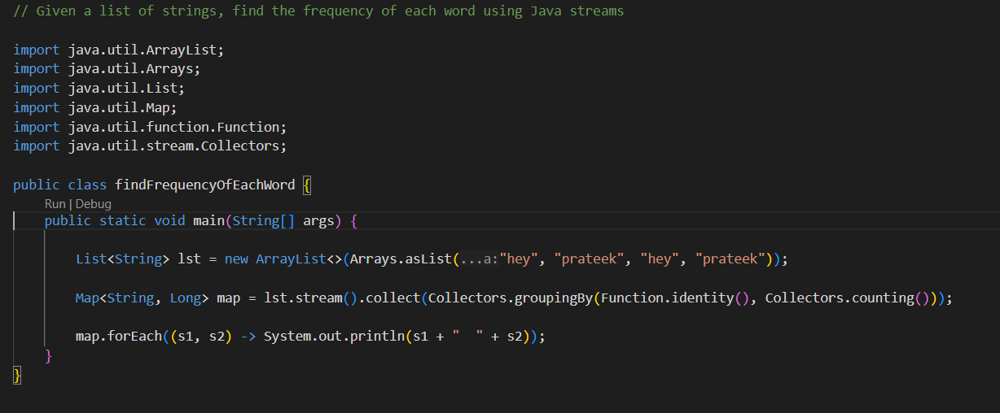 // Given a list of strings, find the frequency of each word using Java streams
import java.util.ArrayList;
import java.util.Arrays;
import java.util.List;
import java.util.Map;
import java.util.function.Function;
import java.util.stream.Collectors;
public class findFrequencyOfEachWord {
Run | Debug
public static void main(String[] args) {
List<String> lst = new ArrayList<>(Arrays.asList(...a:"hey", "prateek", "hey", "prateek"));
Map<String, Long> map = lst.stream().collect(Collectors.groupingBy(Function.identity(), Collectors.counting()));
map.forEach((s1, s2) -> System.out.println(s1 + "  " + s2));
}
}